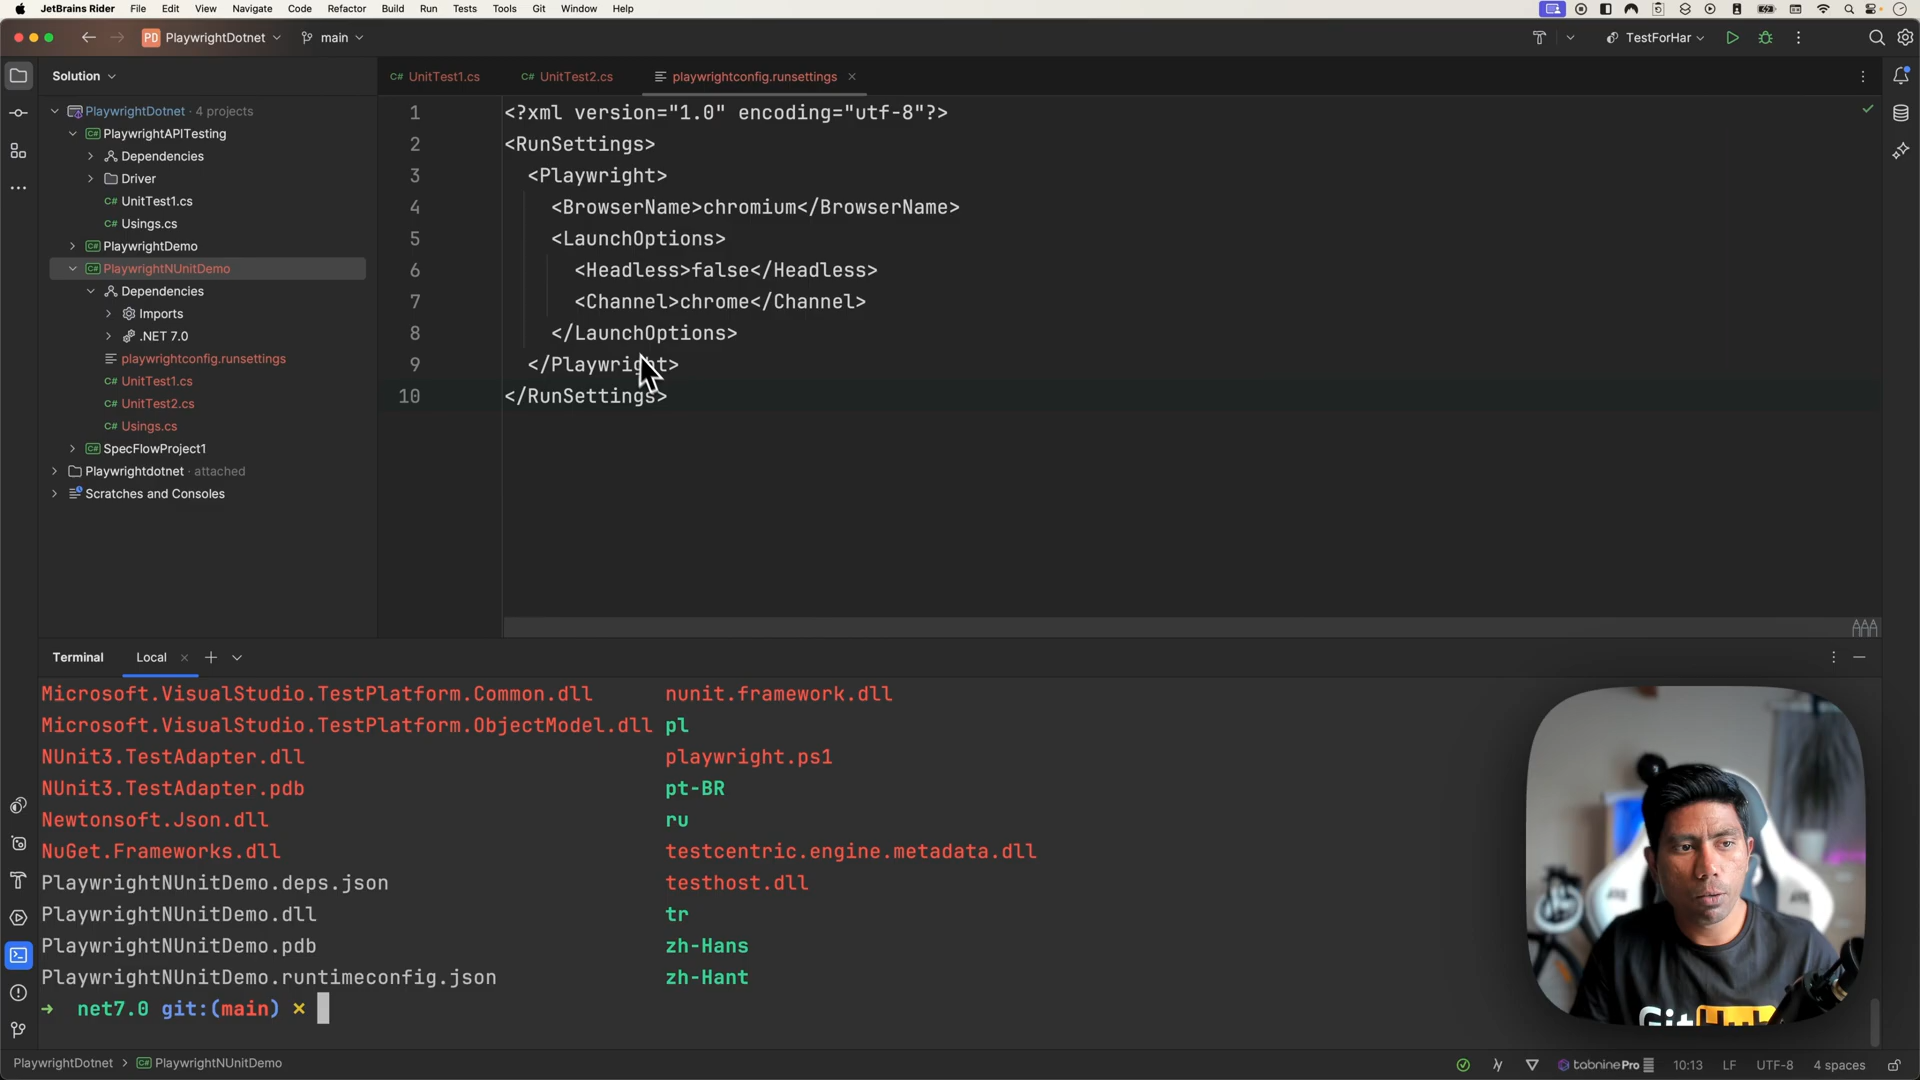 JetBrains Rider File Edit View Navigate Code Refactor Build Run Tests Tools Git Window Help
PD PlaywrightDotnet main TestForHar
Solution
PlaywrightDotnet · 4 projects
PlaywrightAPITesting
Dependencies
Driver
C# UnitTest1.cs
C# Usings.cs
PlaywrightDemo
PlaywrightNUnitDemo
Dependencies
Imports
.NET 7.0
playwrightconfig.runsettings
C# UnitTest1.cs
C# UnitTest2.cs
C# Usings.cs
SpecFlowProject1
Playwrightdotnet · attached
Scratches and Consoles
C# UnitTest1.cs C# UnitTest2.cs playwrightconfig.runsettings
1 <?xml version="1.0" encoding="utf-8"?>
2 <RunSettings>
3 <Playwright>
4 <BrowserName>chromium</BrowserName>
5 <LaunchOptions>
6 <Headless>false</Headless>
7 <Channel>chrome</Channel>
8 </LaunchOptions>
9 </Playwright>
10 </RunSettings>
Terminal Local
Microsoft.VisualStudio.TestPlatform.Common.dll nunit.framework.dll
Microsoft.VisualStudio.TestPlatform.ObjectModel.dll pl
NUnit3.TestAdapter.dll playwright.ps1
NUnit3.TestAdapter.pdb pt-BR
Newtonsoft.Json.dll ru
NuGet.Frameworks.dll testcentric.engine.metadata.dll
PlaywrightNUnitDemo.deps.json testhost.dll
PlaywrightNUnitDemo.dll tr
PlaywrightNUnitDemo.pdb zh-Hans
PlaywrightNUnitDemo.runtimeconfig.json zh-Hant
→ net7.0 git:(main) ×
GitHub
PlaywrightDotnet > PlaywrightNUnitDemo tabninePro 10:13 LF UTF-8 4 spaces